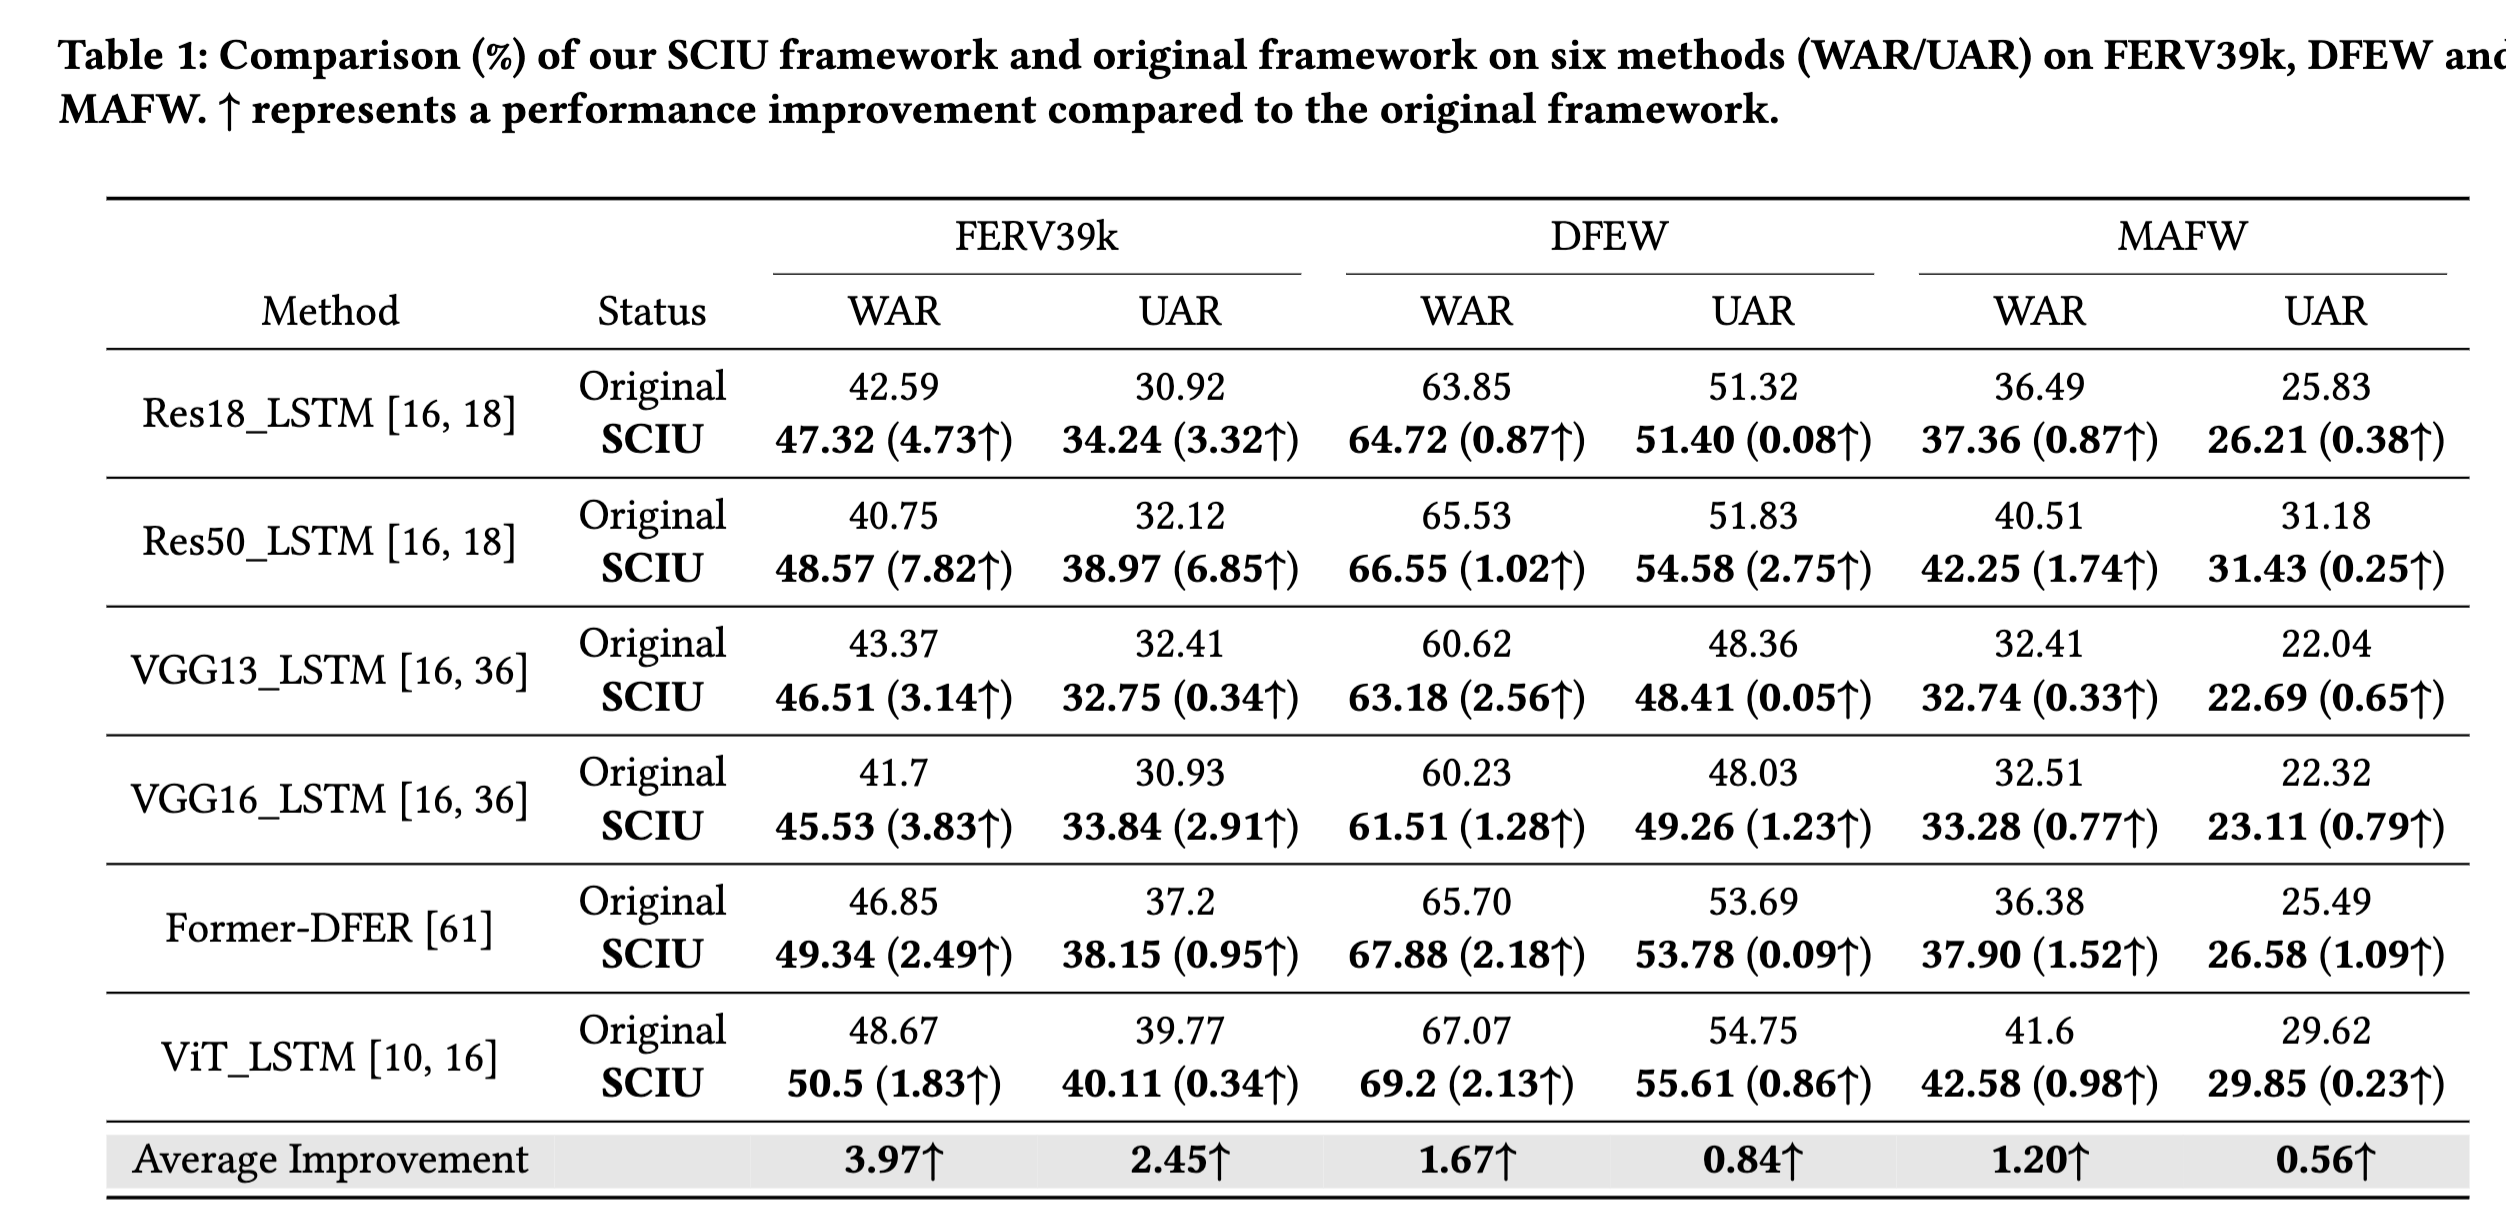 Table 1: Comparison (%) of our SCIU framework and original framework on six methods (WAR/UAR) on FERV39k, DFEW and
MAFW. ↑ represents a performance improvement compared to the original framework.
FERV39k DFEW MAFW
Method Status WAR UAR WAR UAR WAR UAR
Original 42.59 30.92 63.85 51.32 36.49 25.83
Res18_LSTM [16, 18]
SCIU 47.32 (4.73↑) 34.24 (3.32↑) 64.72 (0.87↑) 51.40 (0.08↑) 37.36 (0.87↑) 26.21 (0.38↑)
Original 40.75 32.12 65.53 51.83 40.51 31.18
Res50_LSTM [16, 18]
SCIU 48.57 (7.82↑) 38.97 (6.85↑) 66.55 (1.02↑) 54.58 (2.75↑) 42.25 (1.74↑) 31.43 (0.25↑)
Original 43.37 32.41 60.62 48.36 32.41 22.04
VGG13_LSTM [16, 36]
SCIU 46.51 (3.14↑) 32.75 (0.34↑) 63.18 (2.56↑) 48.41 (0.05↑) 32.74 (0.33↑) 22.69 (0.65↑)
Original 41.7 30.93 60.23 48.03 32.51 22.32
VGG16_LSTM [16, 36]
SCIU 45.53 (3.83↑) 33.84 (2.91↑) 61.51 (1.28↑) 49.26 (1.23↑) 33.28 (0.77↑) 23.11 (0.79↑)
Original 46.85 37.2 65.70 53.69 36.38 25.49
Former-DFER [61]
SCIU 49.34 (2.49↑) 38.15 (0.95↑) 67.88 (2.18↑) 53.78 (0.09↑) 37.90 (1.52↑) 26.58 (1.09↑)
Original 48.67 39.77 67.07 54.75 41.6 29.62
ViT_LSTM [10, 16]
SCIU 50.5 (1.83↑) 40.11 (0.34↑) 69.2 (2.13↑) 55.61 (0.86↑) 42.58 (0.98↑) 29.85 (0.23↑)
Average Improvement 3.97↑ 2.45↑ 1.67↑ 0.84↑ 1.20↑ 0.56↑